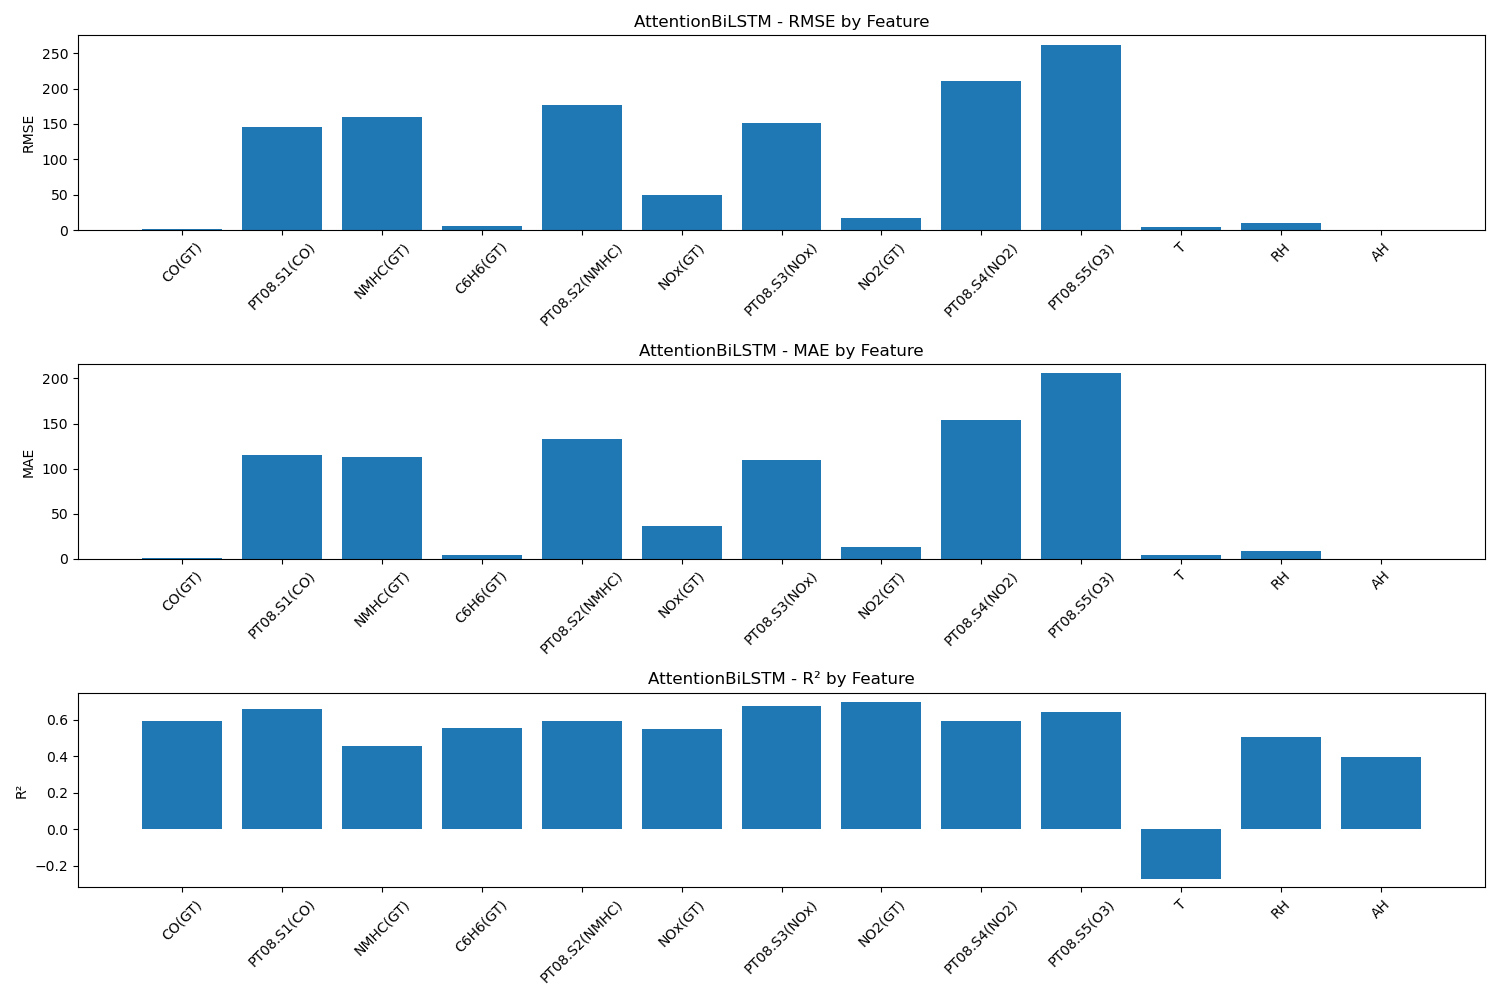 AttentionBiLSTM - RMSE by Feature
RMSE
250
200
150
100
50
0
CO(GT)
PT08.S1(CO)
NMHC(GT)
C6H6(GT)
PT08.S2(NMHC)
NOx(GT)
PT08.S3(NOx)
NO2(GT)
PT08.S4(NO2)
PT08.S5(O3)
T
RH
AH
AttentionBiLSTM - MAE by Feature
MAE
200
150
100
50
0
CO(GT)
PT08.S1(CO)
NMHC(GT)
C6H6(GT)
PT08.S2(NMHC)
NOx(GT)
PT08.S3(NOx)
NO2(GT)
PT08.S4(NO2)
PT08.S5(O3)
T
RH
AH
AttentionBiLSTM - R² by Feature
R²
0.6
0.4
0.2
0.0
−0.2
CO(GT)
PT08.S1(CO)
NMHC(GT)
C6H6(GT)
PT08.S2(NMHC)
NOx(GT)
PT08.S3(NOx)
NO2(GT)
PT08.S4(NO2)
PT08.S5(O3)
T
RH
AH